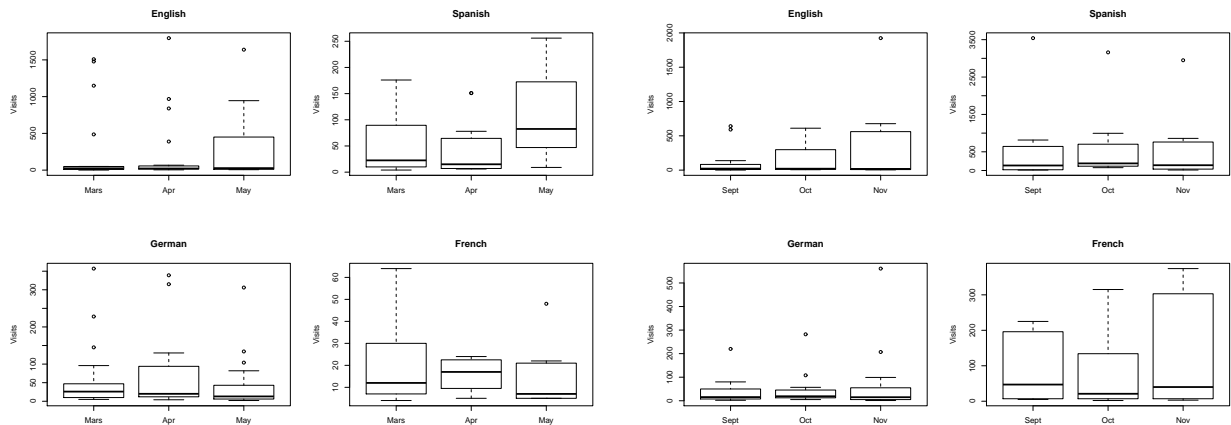 English
Visits
0 500 1000 1500
Mars Apr May
Spanish
Visits
0 50 100 150 200 250
Mars Apr May
English
Visits
0 500 1000 1500 2000
Sept Oct Nov
Spanish
Visits
0 500 1500 2500 3500
Sept Oct Nov
German
Visits
0 50 100 200 300
Mars Apr May
French
Visits
10 20 30 40 50 60
Mars Apr May
German
Visits
0 100 200 300 400 500
Sept Oct Nov
French
Visits
0 100 200 300
Sept Oct Nov